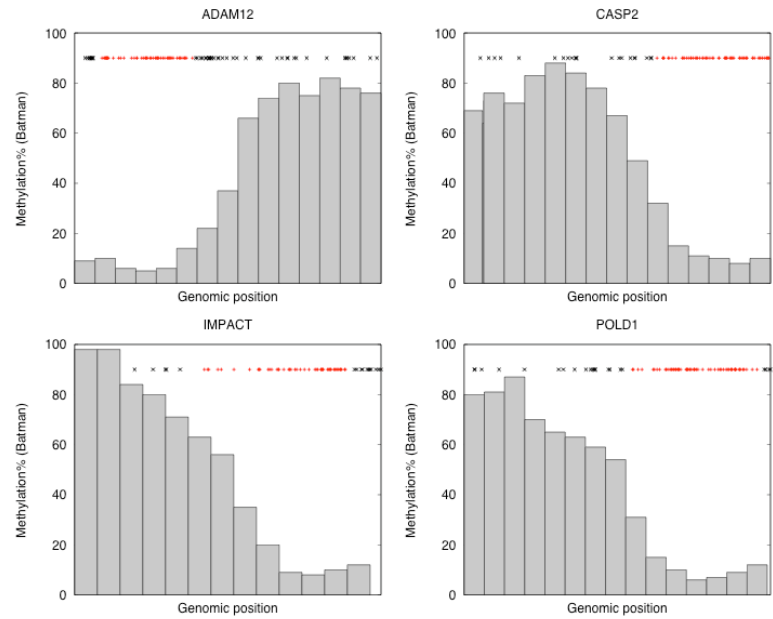 ADAM12
100
80
60
40
20
0
Methylation% (Batman)
Genomic position
CASP2
100
80
60
40
20
0
Methylation% (Batman)
Genomic position
IMPACT
100
80
60
40
20
0
Methylation% (Batman)
Genomic position
POLD1
100
80
60
40
20
0
Methylation% (Batman)
Genomic position